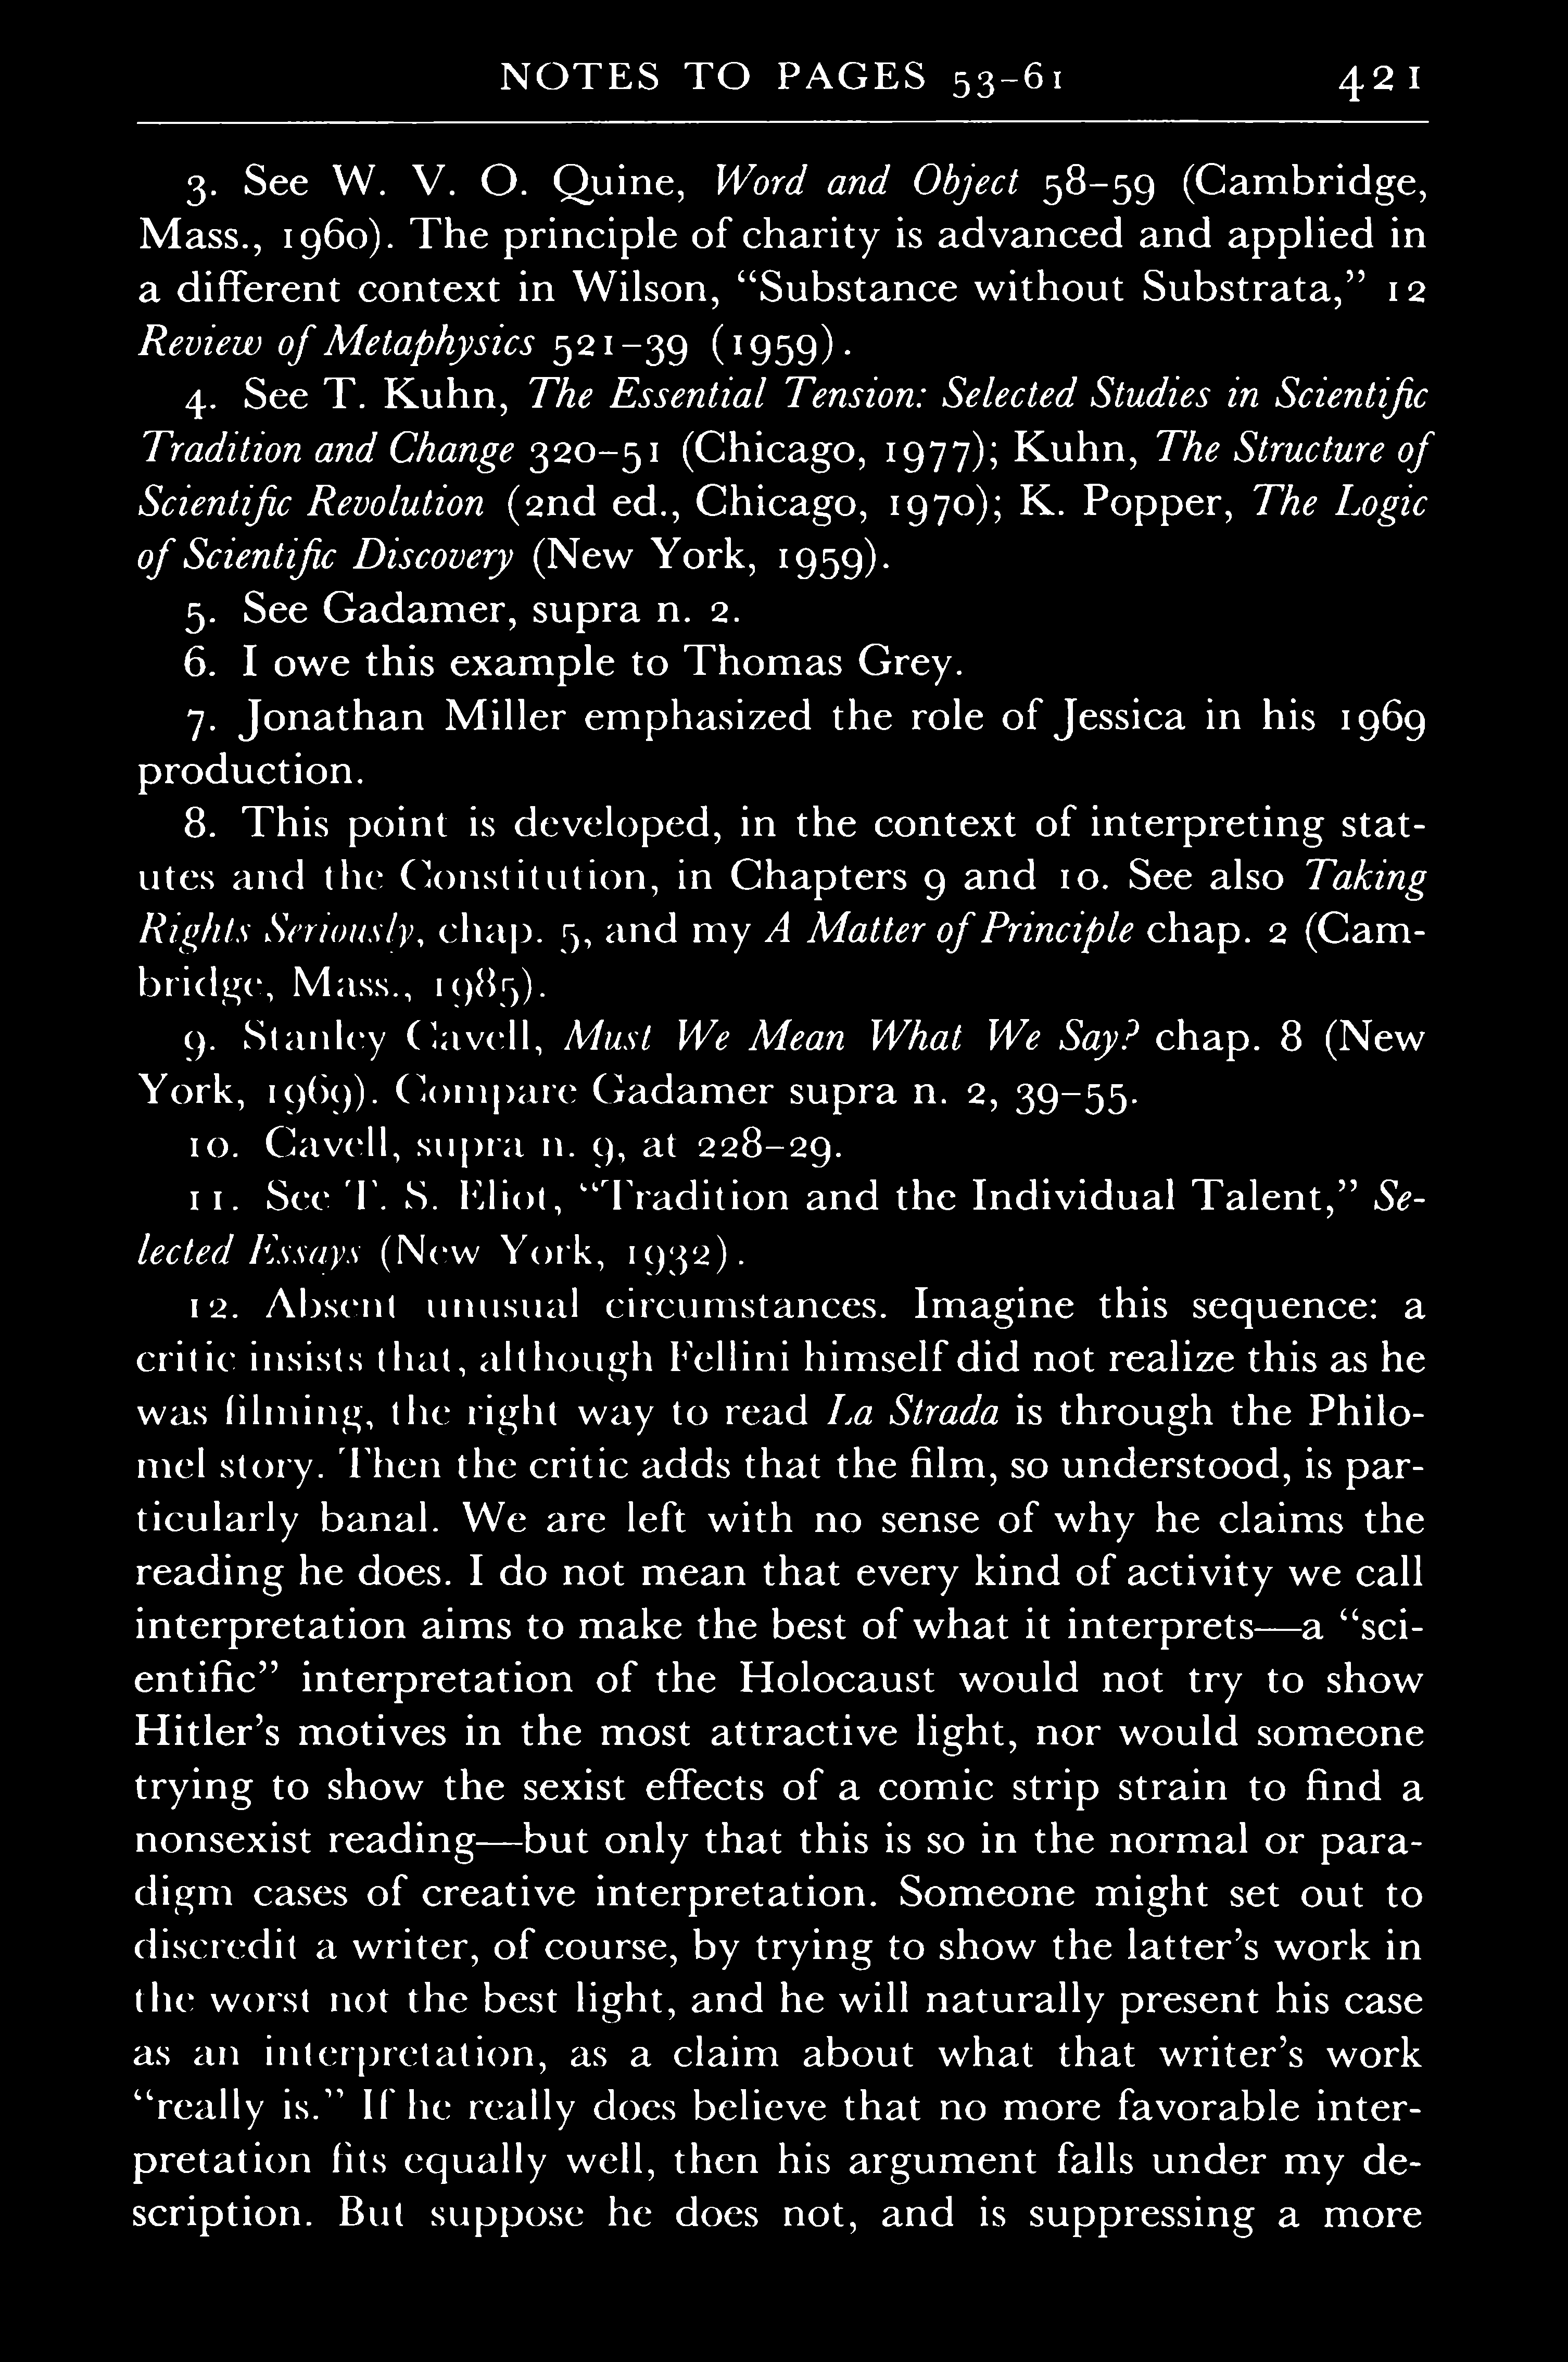 NOTES TO PAGES 53–61 421
3. See W. V. O. Quine, Word and Object 58–59 (Cambridge,
Mass., 1960). The principle of charity is advanced and applied in
a different context in Wilson, “Substance without Substrata,” 12
Review of Metaphysics 521–39 (1959).
4. See T. Kuhn, The Essential Tension: Selected Studies in Scientific
Tradition and Change 320–51 (Chicago, 1977); Kuhn, The Structure of
Scientific Revolution (2nd ed., Chicago, 1970); K. Popper, The Logic
of Scientific Discovery (New York, 1959).
5. See Gadamer, supra n. 2.
6. I owe this example to Thomas Grey.
7. Jonathan Miller emphasized the role of Jessica in his 1969
production.
8. This point is developed, in the context of interpreting stat-
utes and the Constitution, in Chapters 9 and 10. See also Taking
Rights Seriously, chap. 5, and my A Matter of Principle chap. 2 (Cam-
bridge, Mass., 1985).
9. Stanley Cavell, Must We Mean What We Say? chap. 8 (New
York, 1969). Compare Gadamer supra n. 2, 39–55.
10. Cavell, supra n. 9, at 228–29.
11. See T. S. Eliot, “Tradition and the Individual Talent,” Se-
lected Essays (New York, 1932).
12. Absent unusual circumstances. Imagine this sequence: a
critic insists that, although Fellini himself did not realize this as he
was filming, the right way to read La Strada is through the Philo-
mel story. Then the critic adds that the film, so understood, is par-
ticularly banal. We are left with no sense of why he claims the
reading he does. I do not mean that every kind of activity we call
interpretation aims to make the best of what it interprets—a “sci-
entific” interpretation of the Holocaust would not try to show
Hitler’s motives in the most attractive light, nor would someone
trying to show the sexist effects of a comic strip strain to find a
nonsexist reading—but only that this is so in the normal or para-
digm cases of creative interpretation. Someone might set out to
discredit a writer, of course, by trying to show the latter’s work in
the worst not the best light, and he will naturally present his case
as an interpretation, as a claim about what that writer’s work
“really is.” If he really does believe that no more favorable inter-
pretation fits equally well, then his argument falls under my de-
scription. But suppose he does not, and is suppressing a more